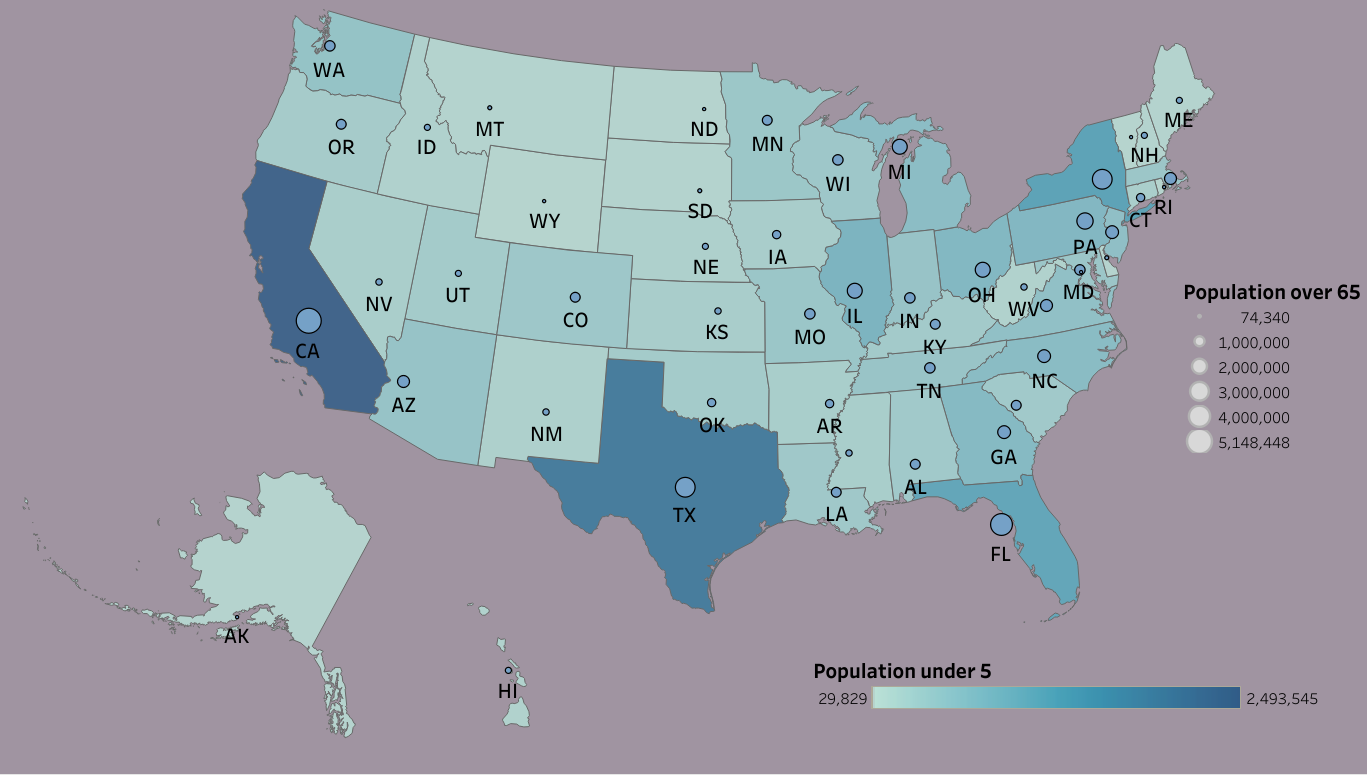 WA
MT
ND
OR
ID
MN
ME
NH
WI
MI
SD
WY
RI
CT
PA
NE
IA
UT
NV
OH
WV
MD
CO
IL
IN
KS
MO
KY
CA
AZ
TN
NC
NM
OK
AR
GA
AL
TX
LA
FL
AK
HI
Population over 65
74,340
1,000,000
2,000,000
3,000,000
4,000,000
5,148,448
Population under 5
29,829 2,493,545